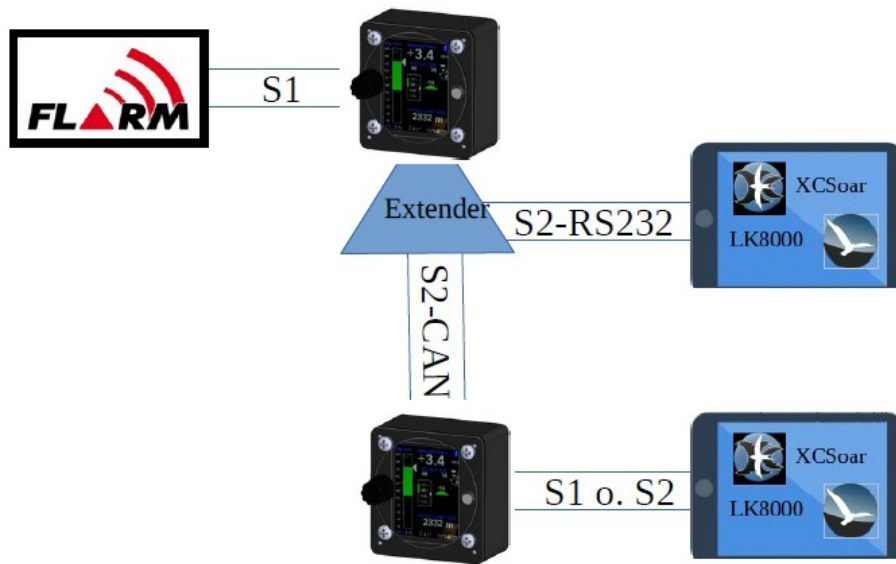 FLARM
S1
+3.4
2332 m
Extender
S2-RS232
XCSoar
LK8000
S2-CAN
+3.4
2332 m
S1 o. S2
XCSoar
LK8000